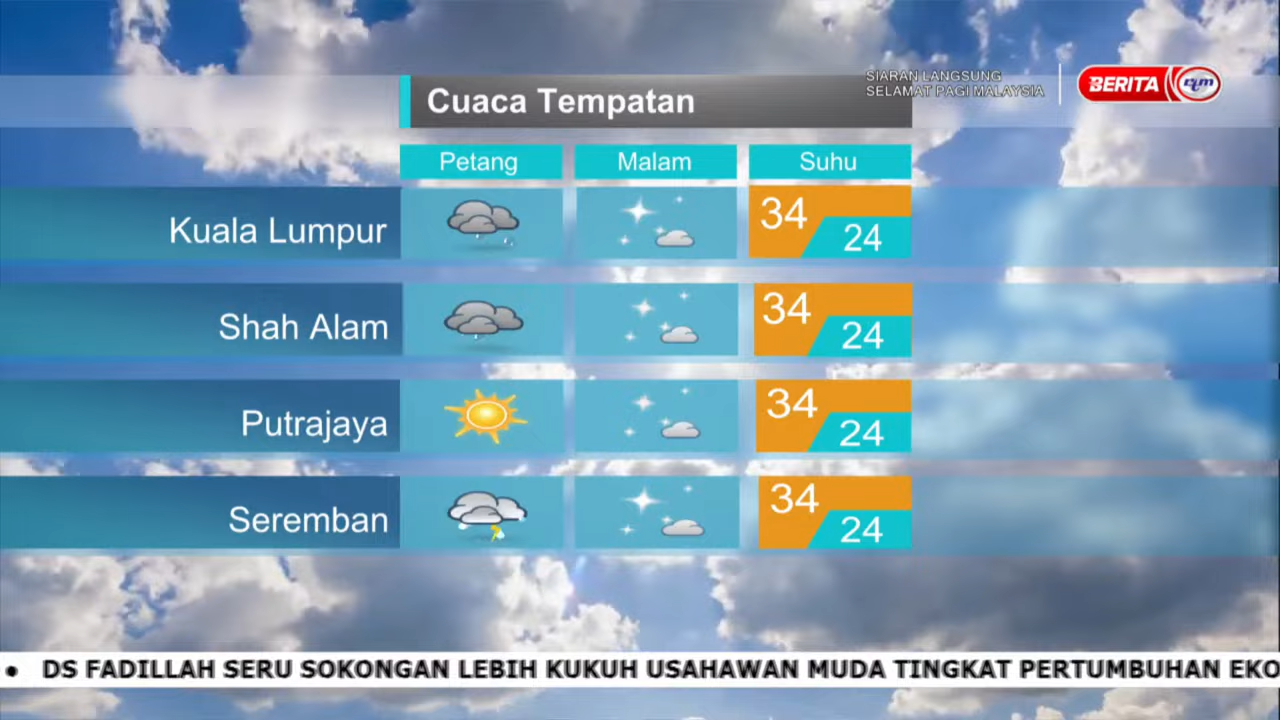 SIARAN LANGSUNG
SELAMAT PAGI MALAYSIA
BERITA rtm
Cuaca Tempatan
Petang Malam Suhu
Kuala Lumpur 34 24
Shah Alam 34 24
Putrajaya 34 24
Seremban 34 24
• DS FADILLAH SERU SOKONGAN LEBIH KUKUH USAHAWAN MUDA TINGKAT PERTUMBUHAN EKO